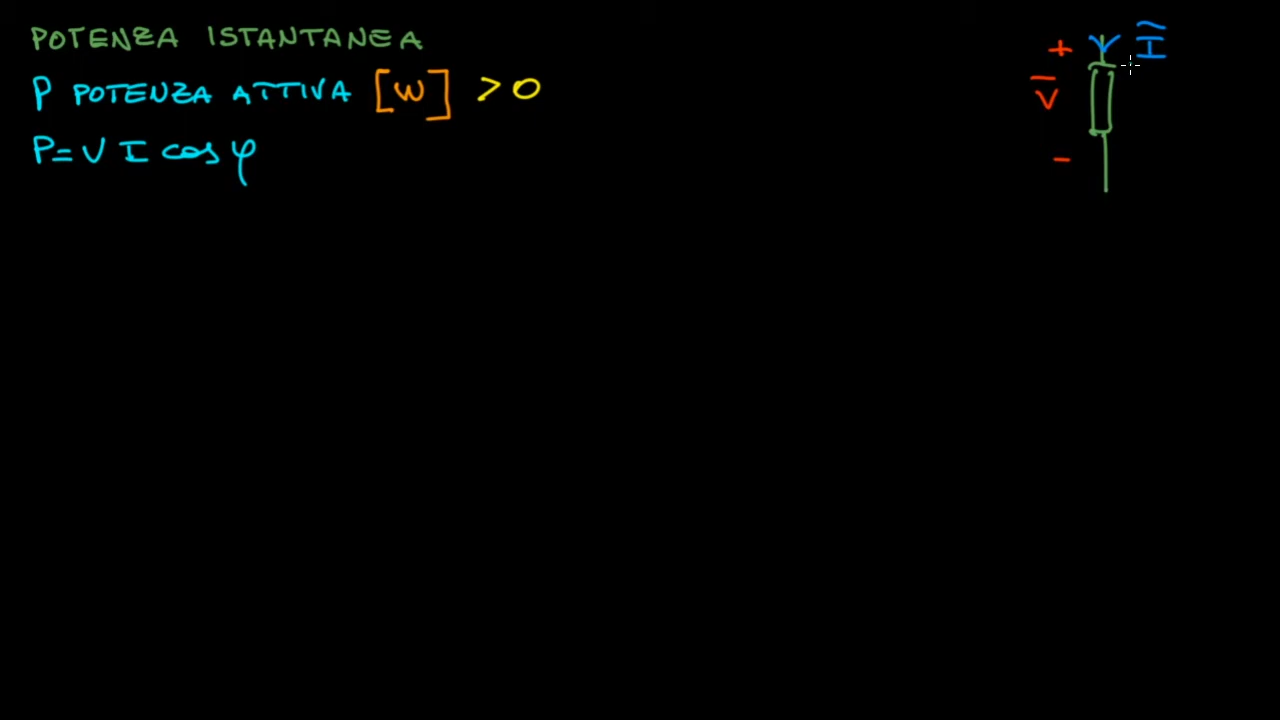 POTENZA ISTANTANEA
P POTENZA ATTIVA [W] > 0
P = V I cos φ
+ Ĩ
V̅
-